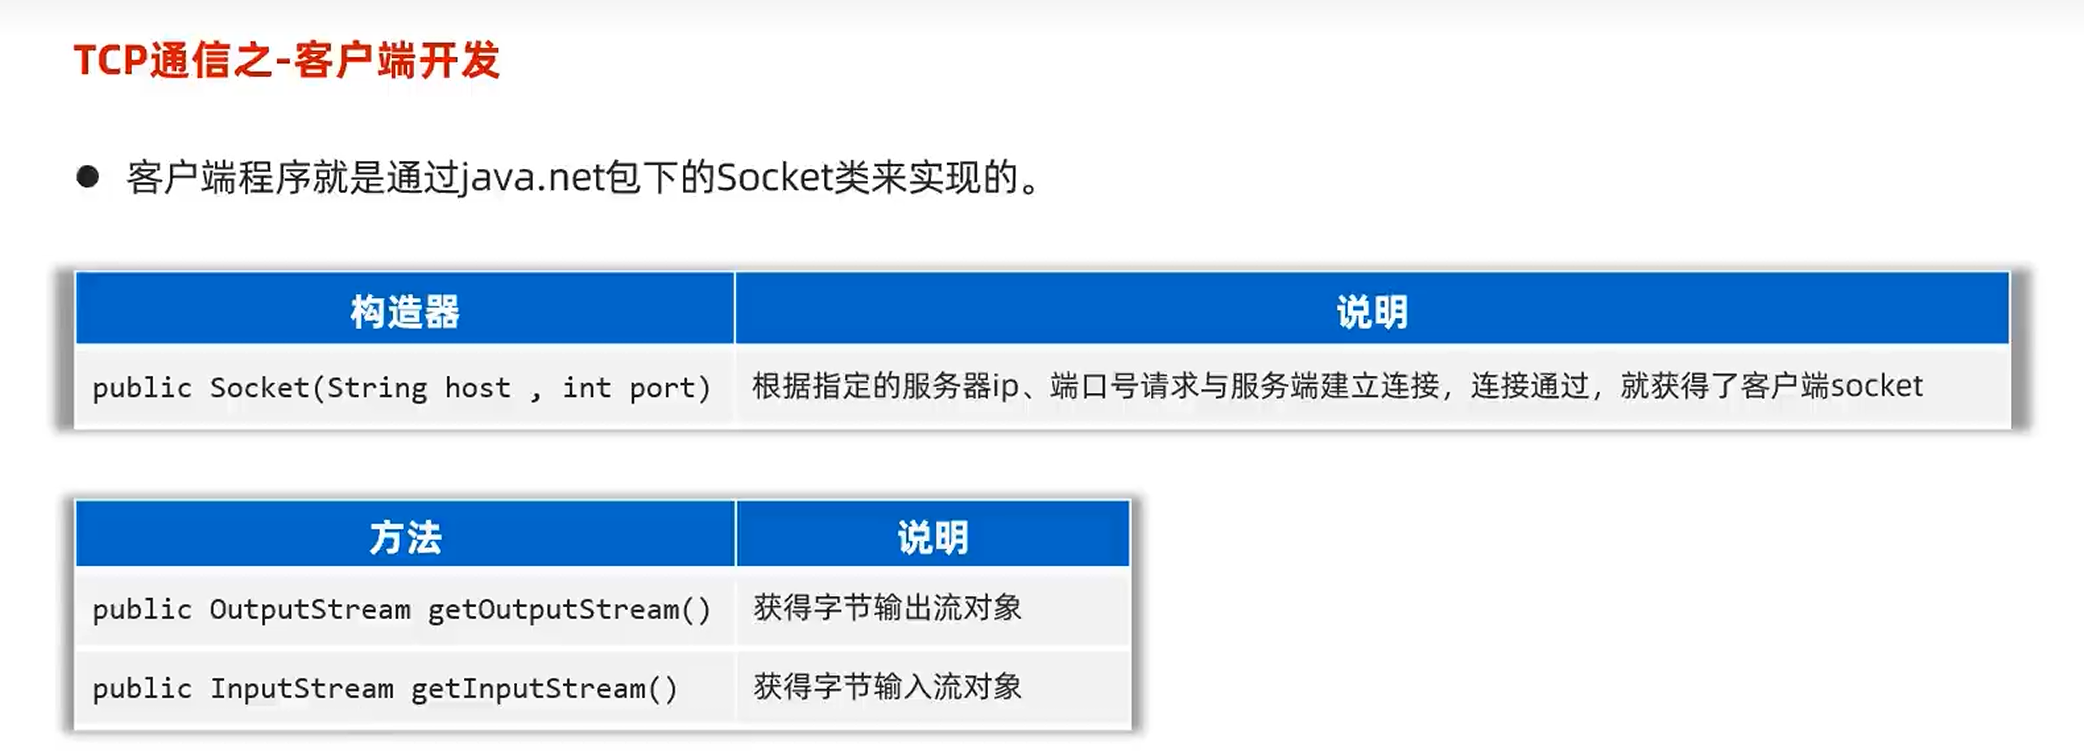 TCP通信之-客户端开发
● 客户端程序就是通过java.net包下的Socket类来实现的。
构造器 说明
public Socket(String host , int port) 根据指定的服务器ip、端口号请求与服务端建立连接，连接通过，就获得了客户端socket
方法 说明
public OutputStream getOutputStream() 获得字节输出流对象
public InputStream getInputStream() 获得字节输入流对象